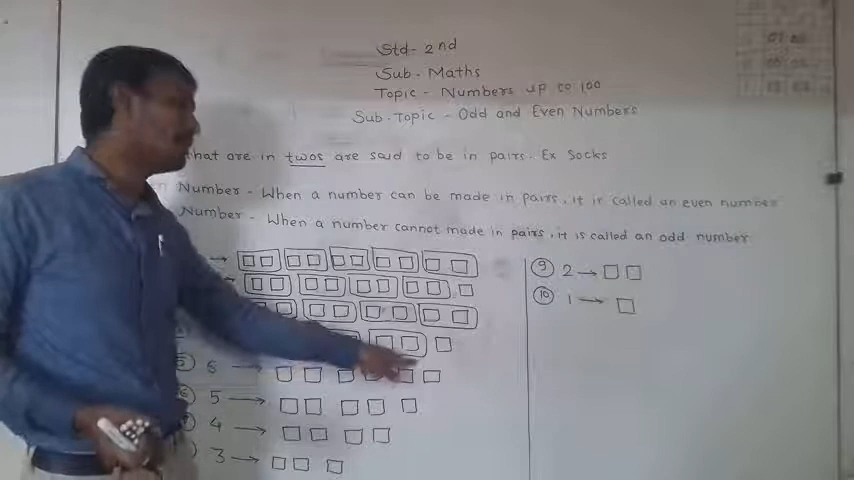 Std- 2nd
Sub- Maths
Topic - Numbers up to 100
Sub-Topic - Odd and Even Numbers
that are in twos are said to be in pairs. Ex Socks
Number - When a number can be made in pairs, it is called an even number
Number - When a number cannot made in pairs, it is called an odd number
→
→
5 6 →
6 5 →
4 →
3 →
9 2 →
10 1 →